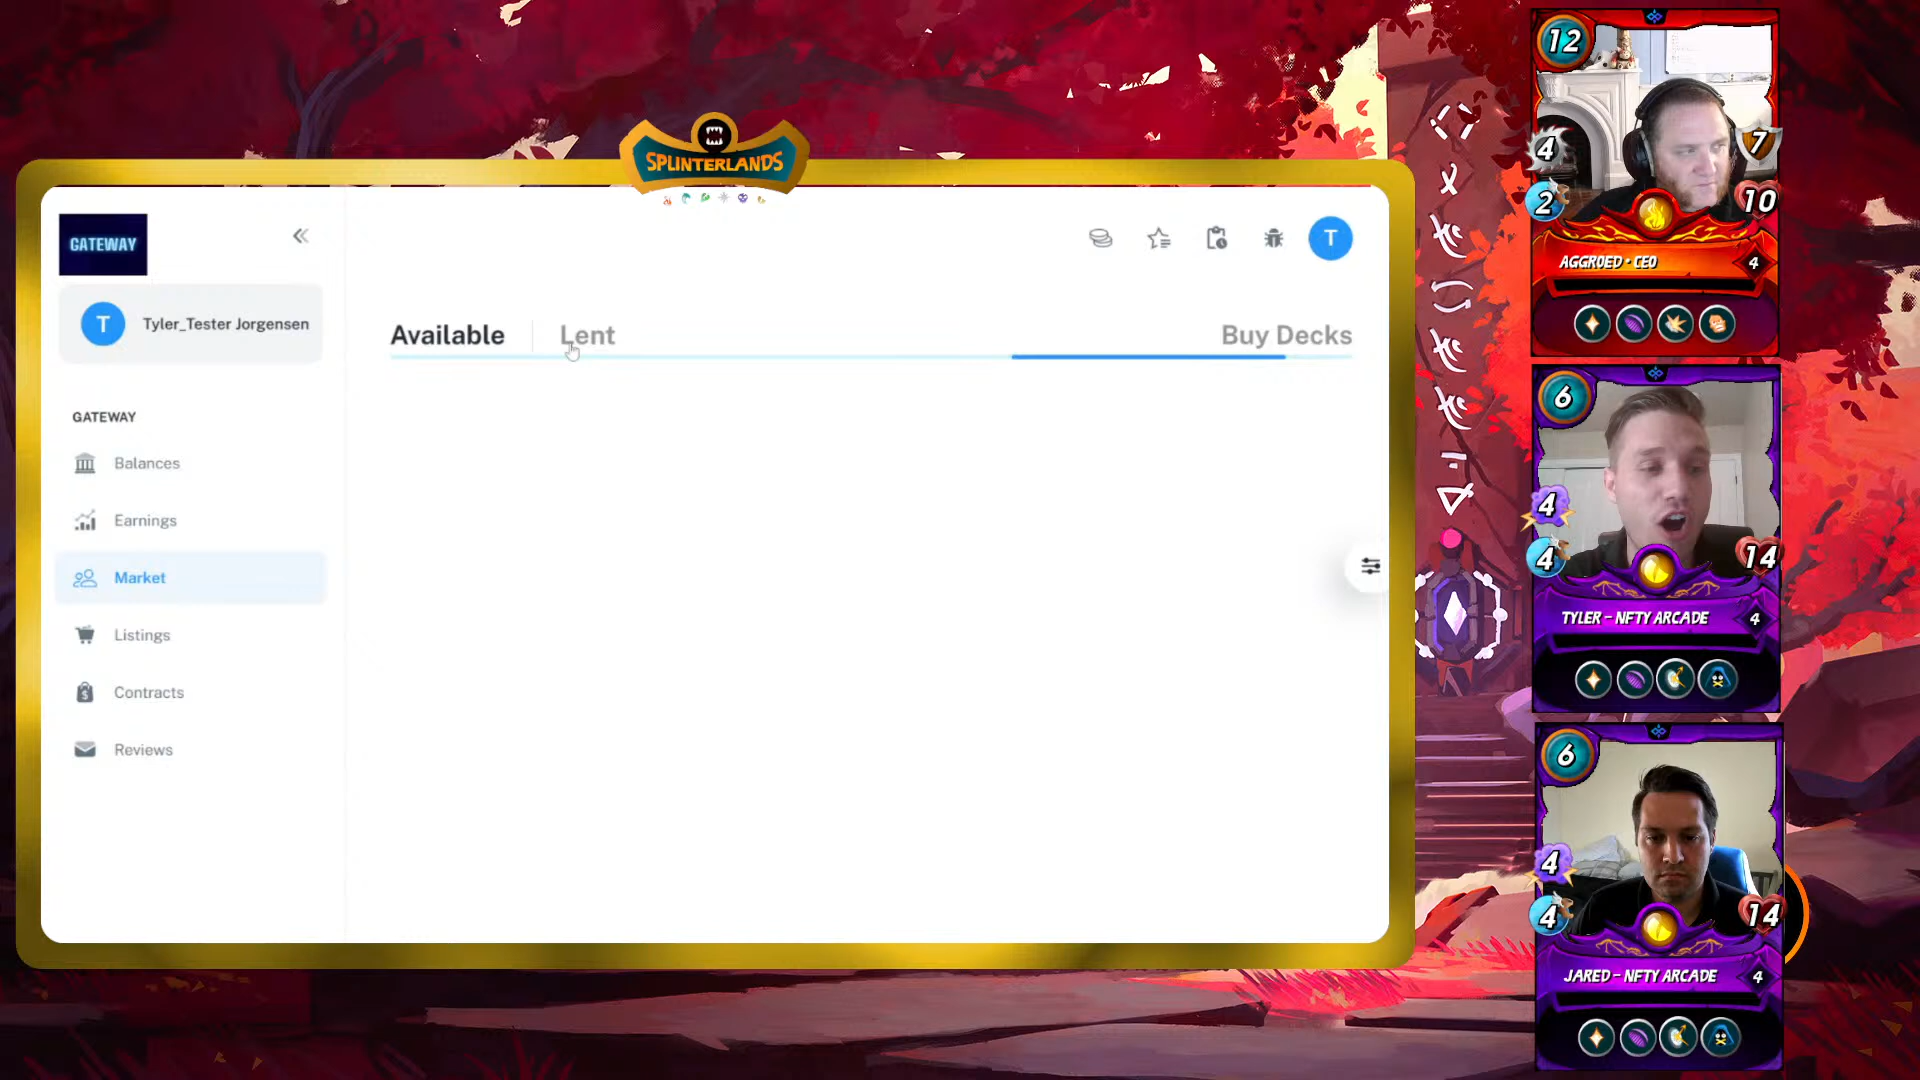 SPLINTERLANDS
GATEWAY
Tyler_Tester Jorgensen
T
T
Available
Lent
Buy Decks
GATEWAY
Balances
Earnings
Market
Listings
Contracts
Reviews
12
4
7
2
10
AGGROED • CEO
4
6
4
4
14
TYLER - NFTY ARCADE
4
6
4
4
14
JARED - NFTY ARCADE
4